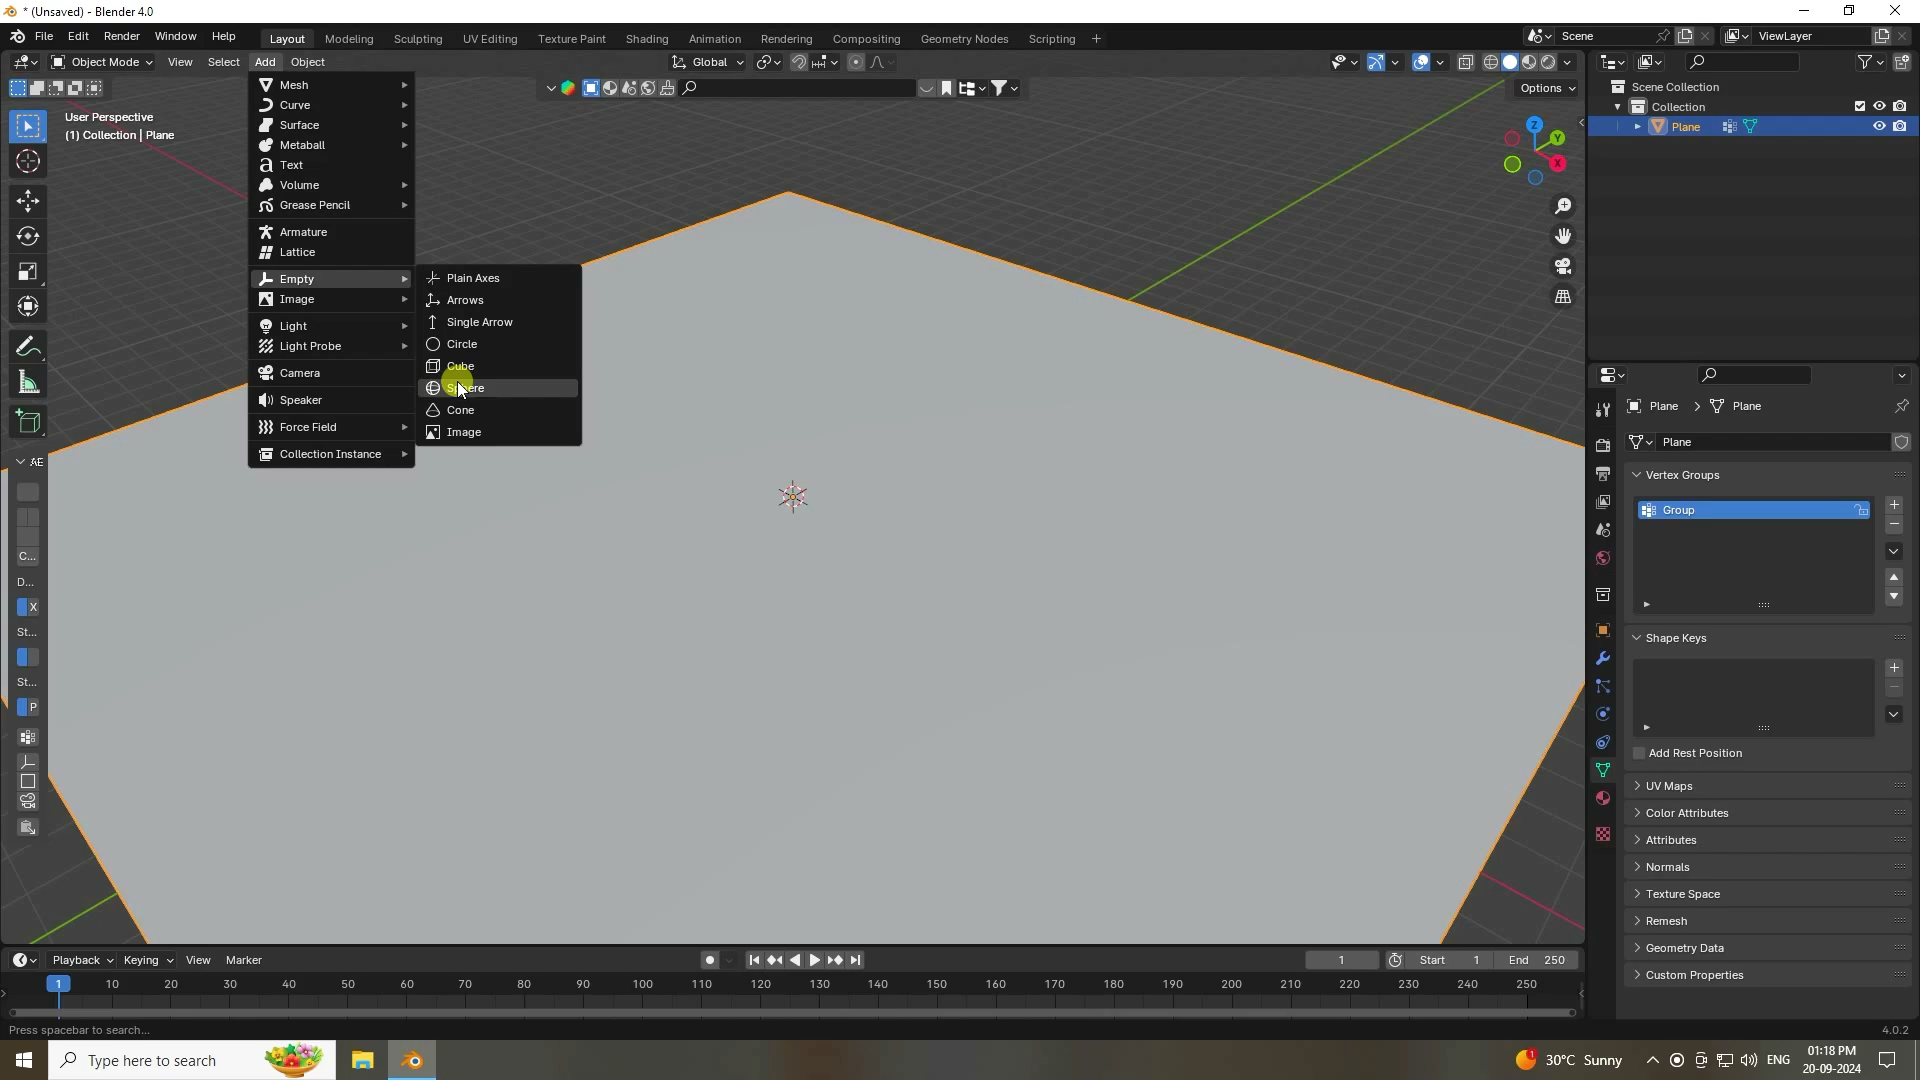 * (Unsaved) - Blender 4.0
File Edit Render Window Help
Layout Modeling Sculpting UV Editing Texture Paint Shading Animation Rendering Compositing Geometry Nodes Scripting +
Scene
ViewLayer
Object Mode View Select Add Object
Global
Options
User Perspective
(1) Collection | Plane
Mesh
Curve
Surface
Metaball
Text
Volume
Grease Pencil
Armature
Lattice
Empty
Image
Light
Light Probe
Camera
Speaker
Force Field
Collection Instance
Plain Axes
Arrows
Single Arrow
Circle
Cube
Sphere
Cone
Image
Z
Y
X
AE
C...
D...
X
St...
St...
P
Scene Collection
Collection
Plane
Plane > Plane
Plane
Vertex Groups
Group
Shape Keys
Add Rest Position
UV Maps
Color Attributes
Attributes
Normals
Texture Space
Remesh
Geometry Data
Custom Properties
Playback Keying View Marker
1
Start 1 End 250
1 10 20 30 40 50 60 70 80 90 100 110 120 130 140 150 160 170 180 190 200 210 220 230 240 250
Press spacebar to search...
4.0.2
Type here to search
1
30°C Sunny
ENG
01:18 PM
20-09-2024